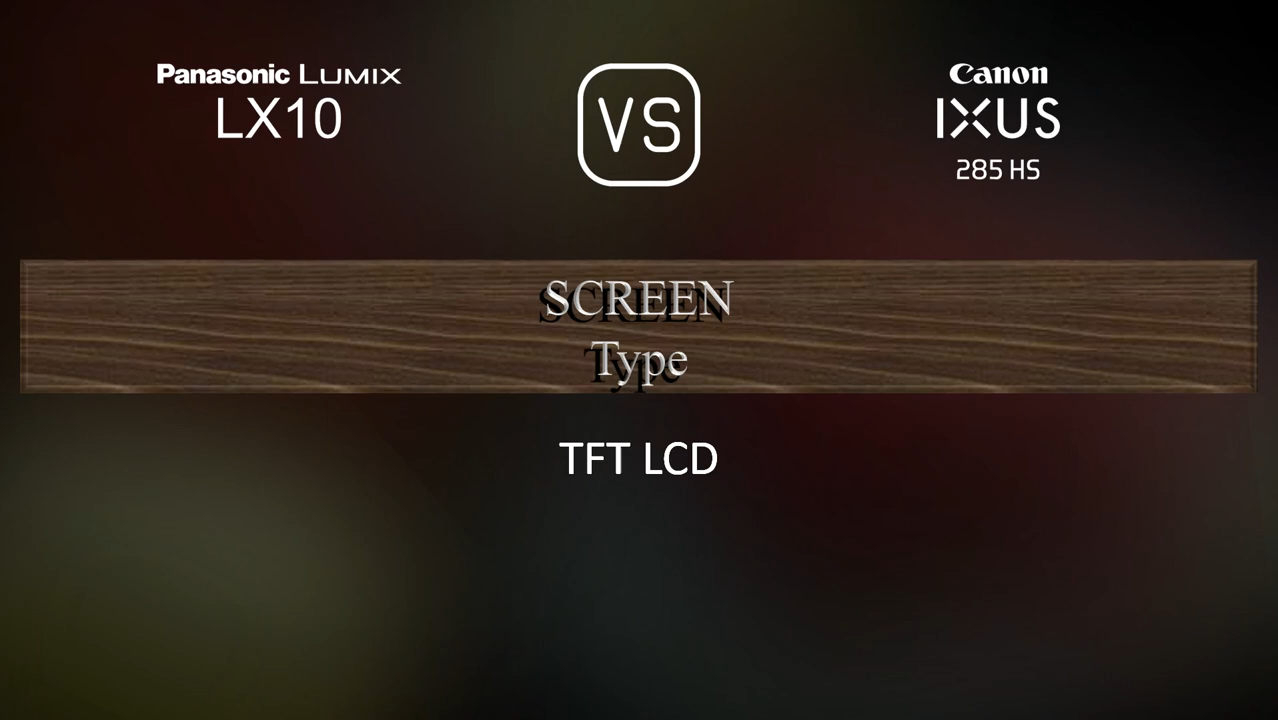 Panasonic LUMIX
LX10
VS
Canon
IXUS
285 HS
SCREEN
Type
TFT LCD